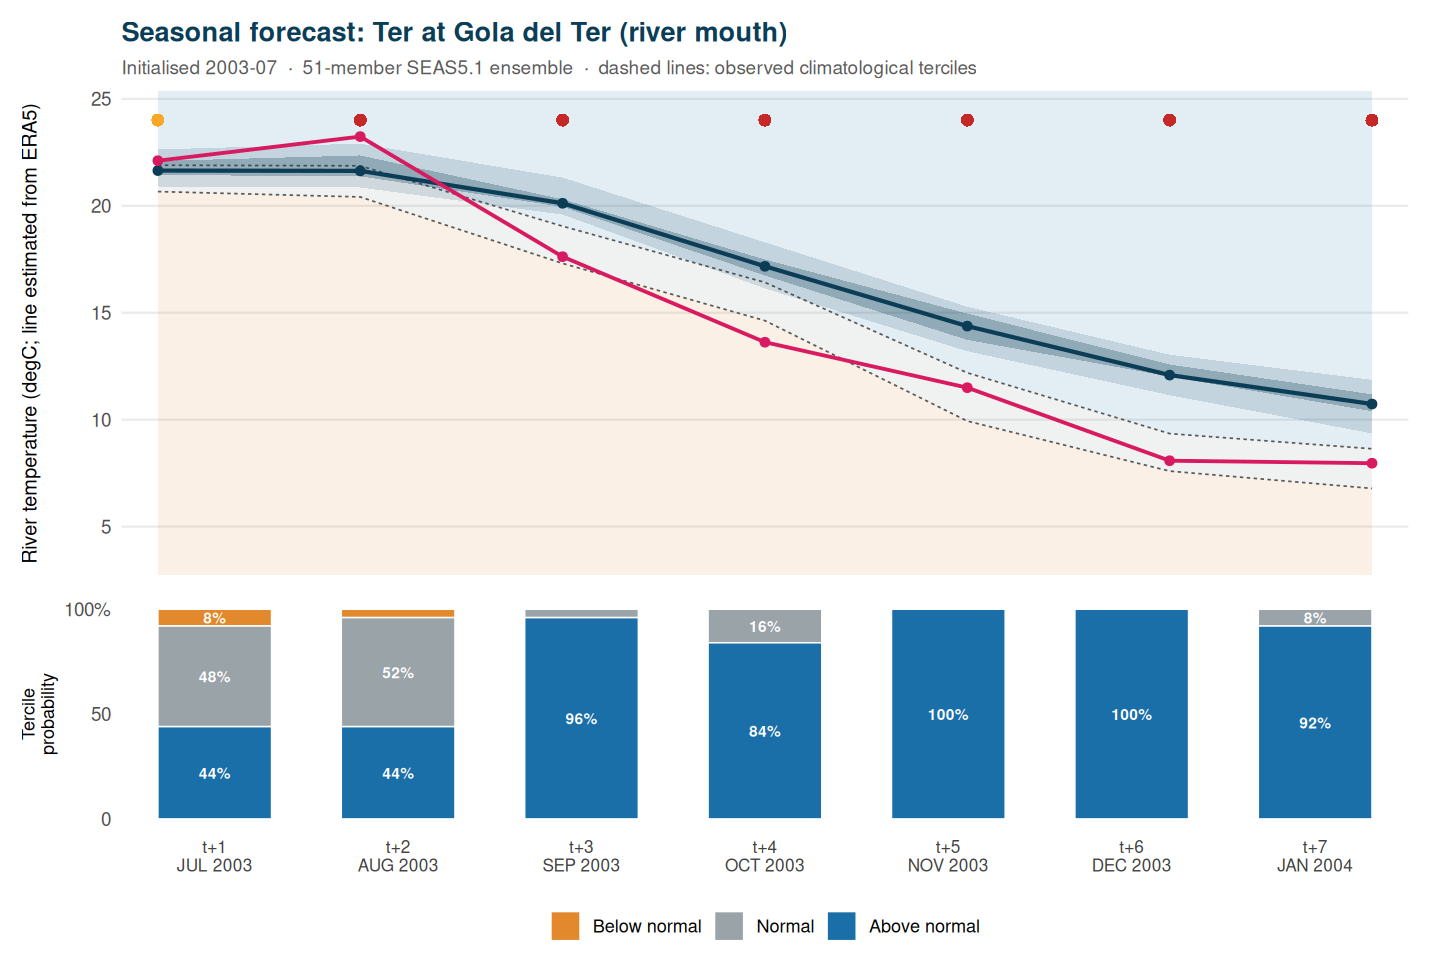 Seasonal forecast: Ter at Gola del Ter (river mouth)
Initialised 2003-07 · 51-member SEAS5.1 ensemble · dashed lines: observed climatological terciles
River temperature (degC; line estimated from ERA5)
25
20
15
10
5
Tercile
probability
100%
50
0
8%
48%
44%
52%
44%
96%
16%
84%
100%
100%
8%
92%
t+1
JUL 2003
t+2
AUG 2003
t+3
SEP 2003
t+4
OCT 2003
t+5
NOV 2003
t+6
DEC 2003
t+7
JAN 2004
Below normal
Normal
Above normal